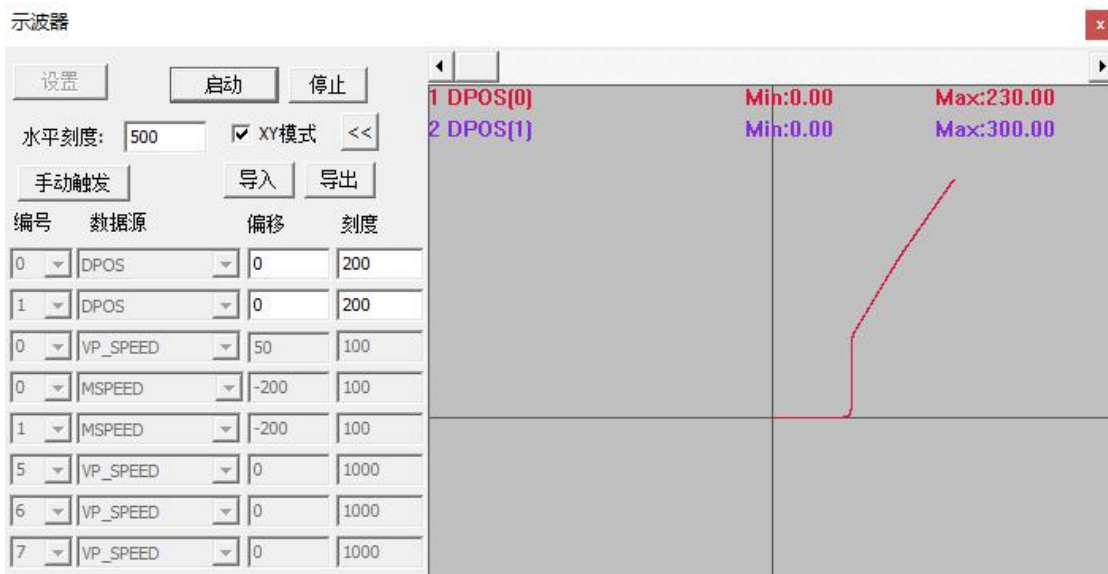 示波器
x
设置 启动 停止
水平刻度: 500 XY模式 <<
手动触发 导入 导出
编号 数据源 偏移 刻度
0 DPOS 0 200
1 DPOS 0 200
0 VP_SPEED 50 100
0 MSPEED -200 100
1 MSPEED -200 100
5 VP_SPEED 0 1000
6 VP_SPEED 0 1000
7 VP_SPEED 0 1000
1 DPOS(0) Min:0.00 Max:230.00
2 DPOS(1) Min:0.00 Max:300.00